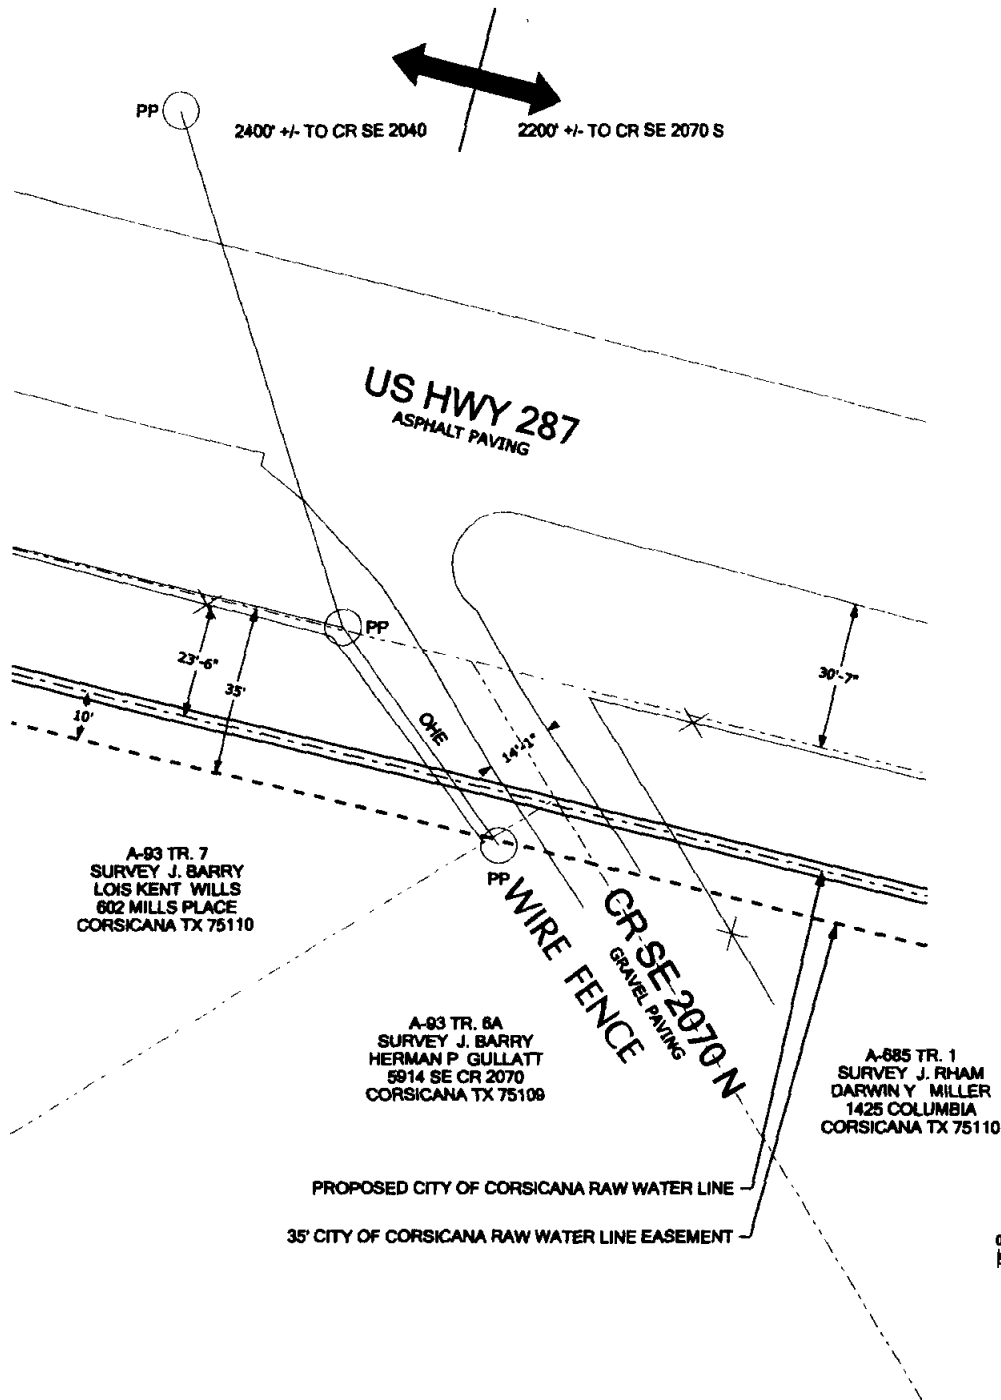 PP
2400' +/- TO CR SE 2040
2200' +/- TO CR SE 2070 S
US HWY 287
ASPHALT PAVING
PP
23'-6"
35'
10'
30'-7"
OHE
14'-1"
PP
WIRE FENCE
CR SE 2070 N
GRAVEL PAVING
A-93 TR. 7
SURVEY J. BARRY
LOIS KENT WILLS
602 MILLS PLACE
CORSICANA TX 75110
A-93 TR. 6A
SURVEY J. BARRY
HERMAN P GULLATT
5914 SE CR 2070
CORSICANA TX 75109
A-685 TR. 1
SURVEY J. RHAM
DARWIN Y MILLER
1425 COLUMBIA
CORSICANA TX 75110
PROPOSED CITY OF CORSICANA RAW WATER LINE
35' CITY OF CORSICANA RAW WATER LINE EASEMENT